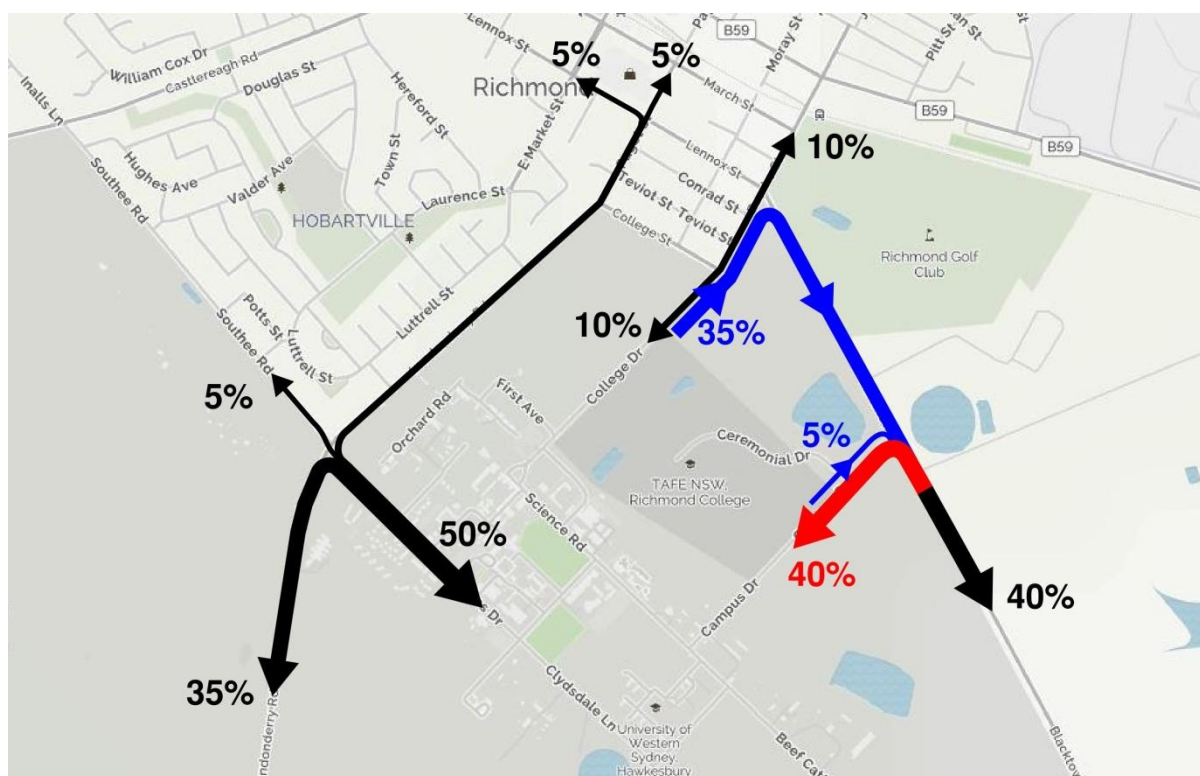 Lennox St
B59
Moray St
Pitt St
William Cox Dr
Castlereagh Rd
Douglas St
5%
5%
Richmond
March St
Inalls Ln
Hereford St
E Market St
B59
Lennox St
10%
B59
Hughes Ave
Valder Ave
Town St
Laurence St
Conrad St
Teviot St
Teviot St
Southee Rd
HOBARTVILLE
College St
Richmond Golf
Club
Potts St
Luttrell St
Luttrell St
Southee Rd
10%
35%
College Dr
5%
First Ave
Orchard Rd
5%
Ceremonial Dr
TAFE NSW,
Richmond College
Science Rd
50%
40%
40%
Campus Dr
35%
Clydsdale Ln
University of
Western
Sydney,
Hawkesbury